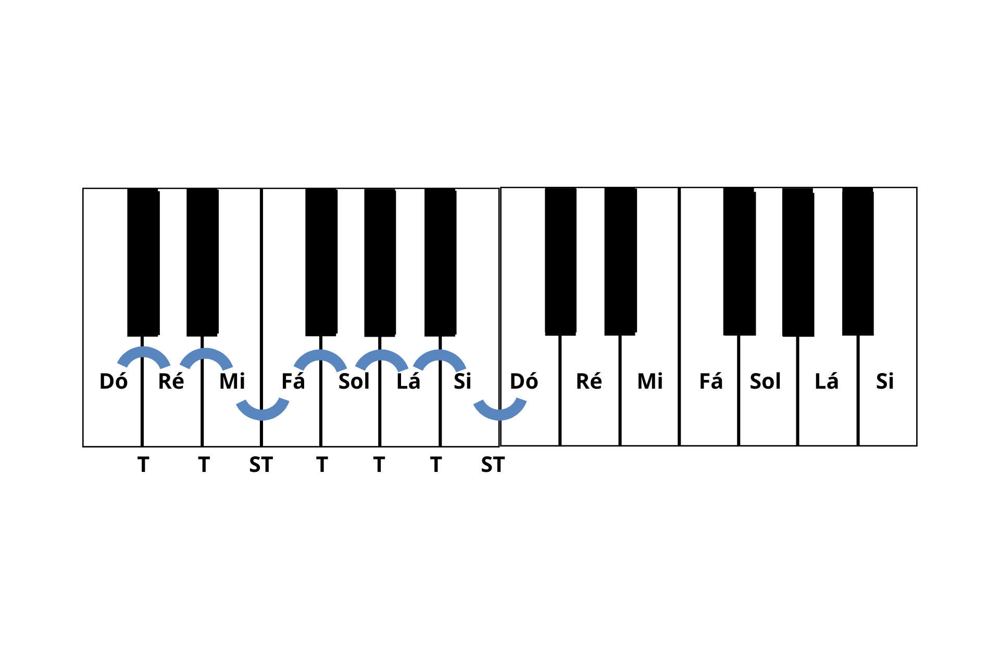 Dó Ré Mi Fá Sol Lá Si Dó Ré Mi Fá Sol Lá Si
T T ST T T T ST